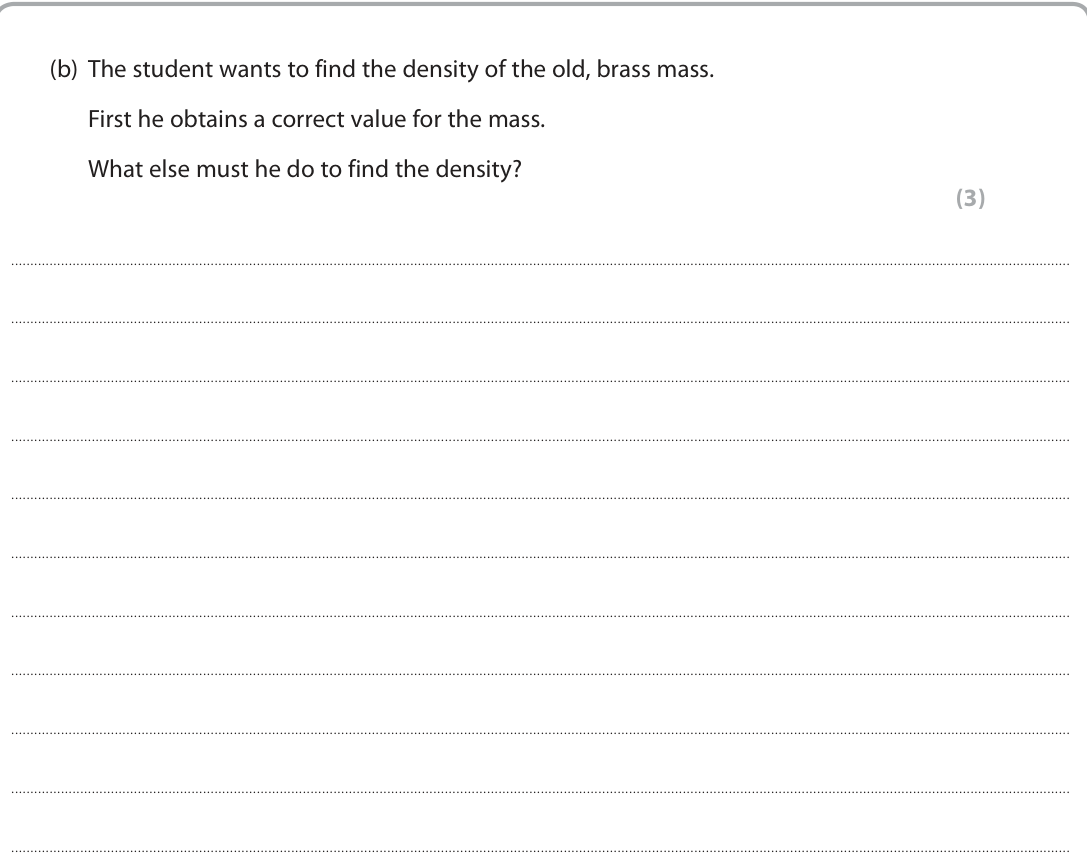 (b) The student wants to find the density of the old, brass mass.
First he obtains a correct value for the mass.
What else must he do to find the density?
(3)